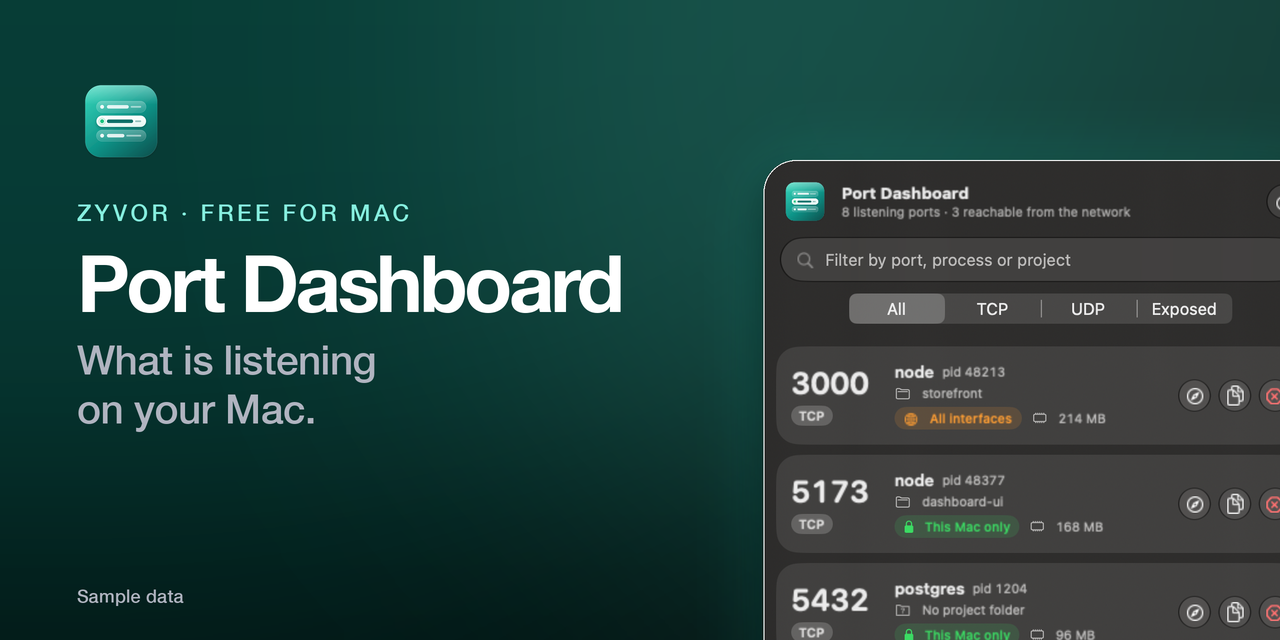 ZYVOR · FREE FOR MAC
Port Dashboard
What is listening
on your Mac.
Sample data
Port Dashboard
8 listening ports · 3 reachable from the network
Filter by port, process or project
All TCP UDP Exposed
3000 node pid 48213
storefront
TCP All interfaces 214 MB
5173 node pid 48377
dashboard-ui
TCP This Mac only 168 MB
5432 postgres pid 1204
No project folder
TCP This Mac only 96 MB